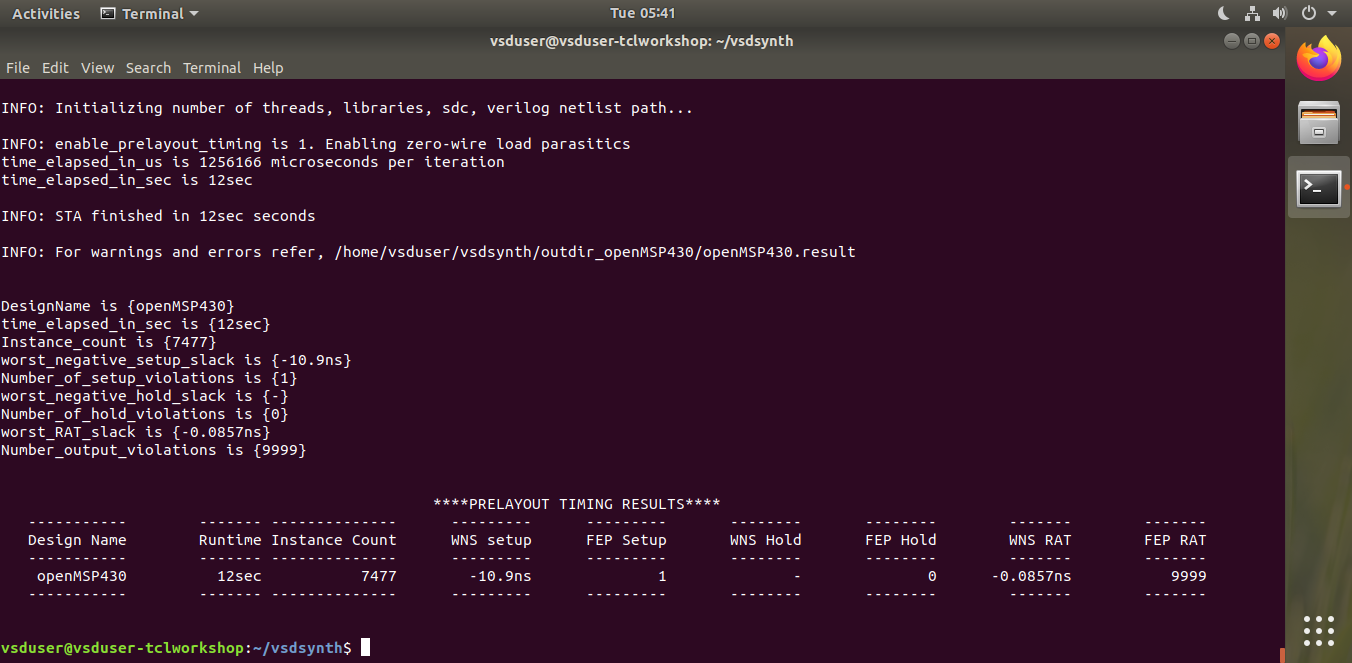 Activities Terminal Tue 05:41
vsduser@vsduser-tclworkshop: ~/vsdsynth
File Edit View Search Terminal Help
INFO: Initializing number of threads, libraries, sdc, verilog netlist path...
INFO: enable_prelayout_timing is 1. Enabling zero-wire load parasitics
time_elapsed_in_us is 1256166 microseconds per iteration
time_elapsed_in_sec is 12sec
INFO: STA finished in 12sec seconds
INFO: For warnings and errors refer, /home/vsduser/vsdsynth/outdir_openMSP430/openMSP430.result
DesignName is {openMSP430}
time_elapsed_in_sec is {12sec}
Instance_count is {7477}
worst_negative_setup_slack is {-10.9ns}
Number_of_setup_violations is {1}
worst_negative_hold_slack is {-}
Number_of_hold_violations is {0}
worst_RAT_slack is {-0.0857ns}
Number_output_violations is {9999}
****PRELAYOUT TIMING RESULTS****
----------- ------- -------------- --------- --------- -------- -------- ------- -------
Design Name Runtime Instance Count WNS setup FEP Setup WNS Hold FEP Hold WNS RAT FEP RAT
----------- ------- -------------- --------- --------- -------- -------- ------- -------
openMSP430 12sec 7477 -10.9ns 1 - 0 -0.0857ns 9999
----------- ------- -------------- --------- --------- -------- -------- ------- -------
vsduser@vsduser-tclworkshop:~/vsdsynth$